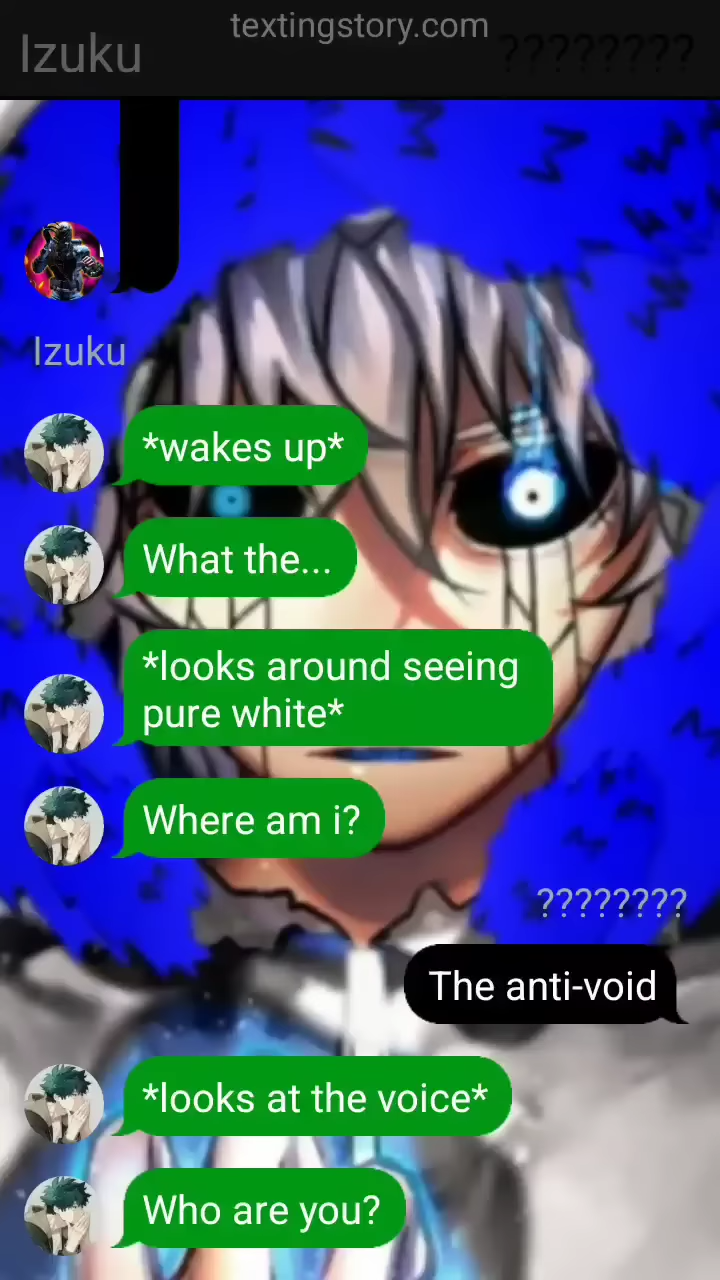 textingstory.com
Izuku
????????
Izuku
*wakes up*
What the...
*looks around seeing
pure white*
Where am i?
????????
The anti-void
*looks at the voice*
Who are you?